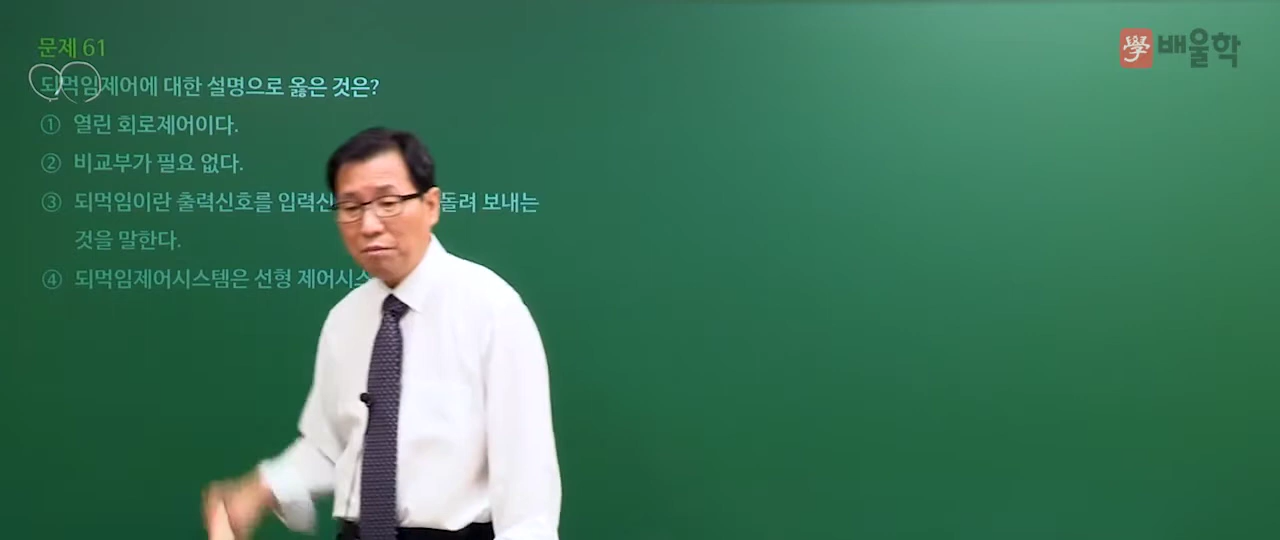 문제 61
學 배울학
되먹임제어에 대한 설명으로 옳은 것은?
① 열린 회로제어이다.
② 비교부가 필요 없다.
③ 되먹임이란 출력신호를 입력신 돌려 보내는
것을 말한다.
④ 되먹임제어시스템은 선형 제어시스